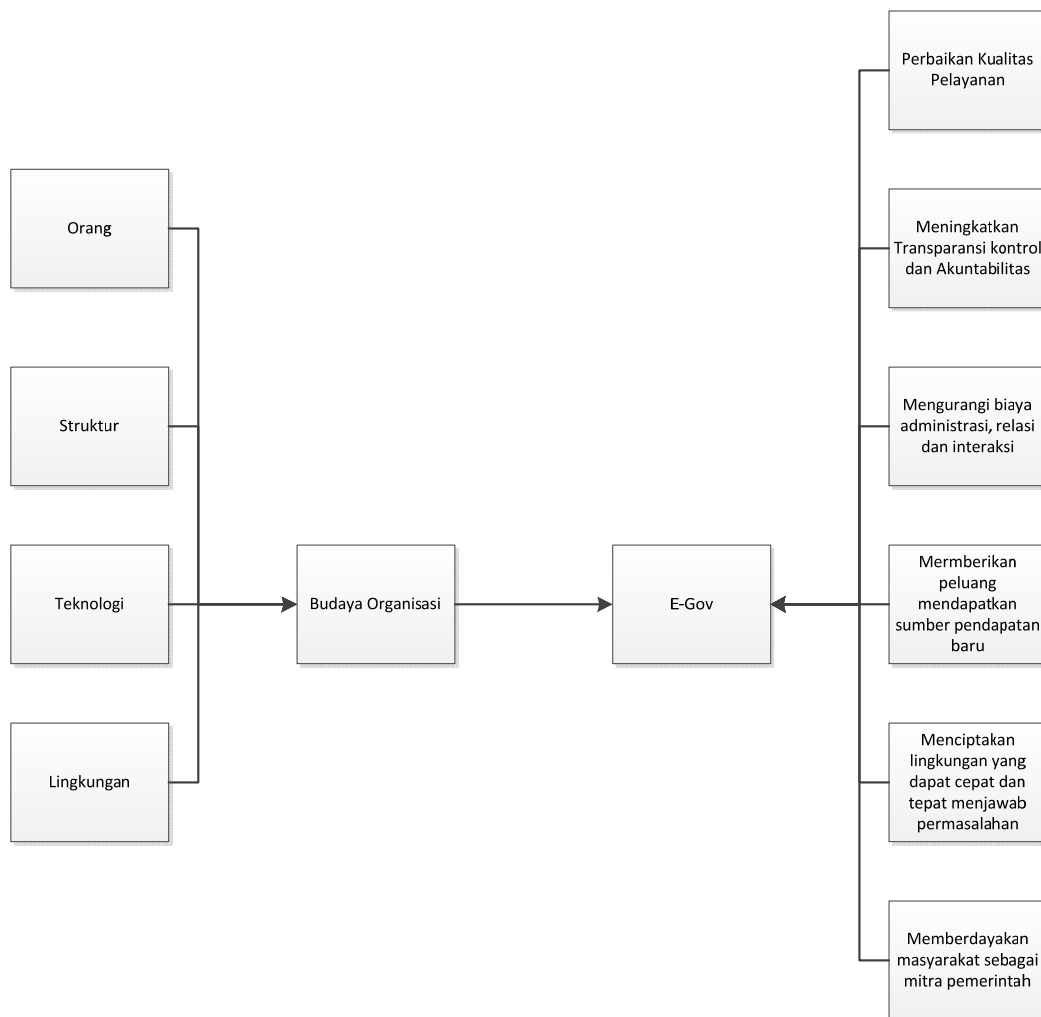 Orang
Struktur
Teknologi
Lingkungan
Budaya Organisasi
E-Gov
Perbaikan Kualitas
Pelayanan
Meningkatkan
Transparansi kontrol
dan Akuntabilitas
Mengurangi biaya
administrasi, relasi
dan interaksi
Mermberikan
peluang
mendapatkan
sumber pendapatan
baru
Menciptakan
lingkungan yang
dapat cepat dan
tepat menjawab
permasalahan
Memberdayakan
masyarakat sebagai
mitra pemerintah